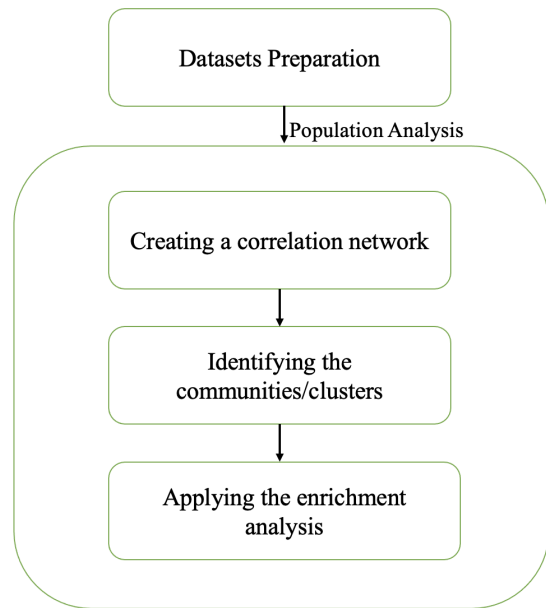 Datasets Preparation
Population Analysis
Creating a correlation network
Identifying the
communities/clusters
Applying the enrichment
analysis